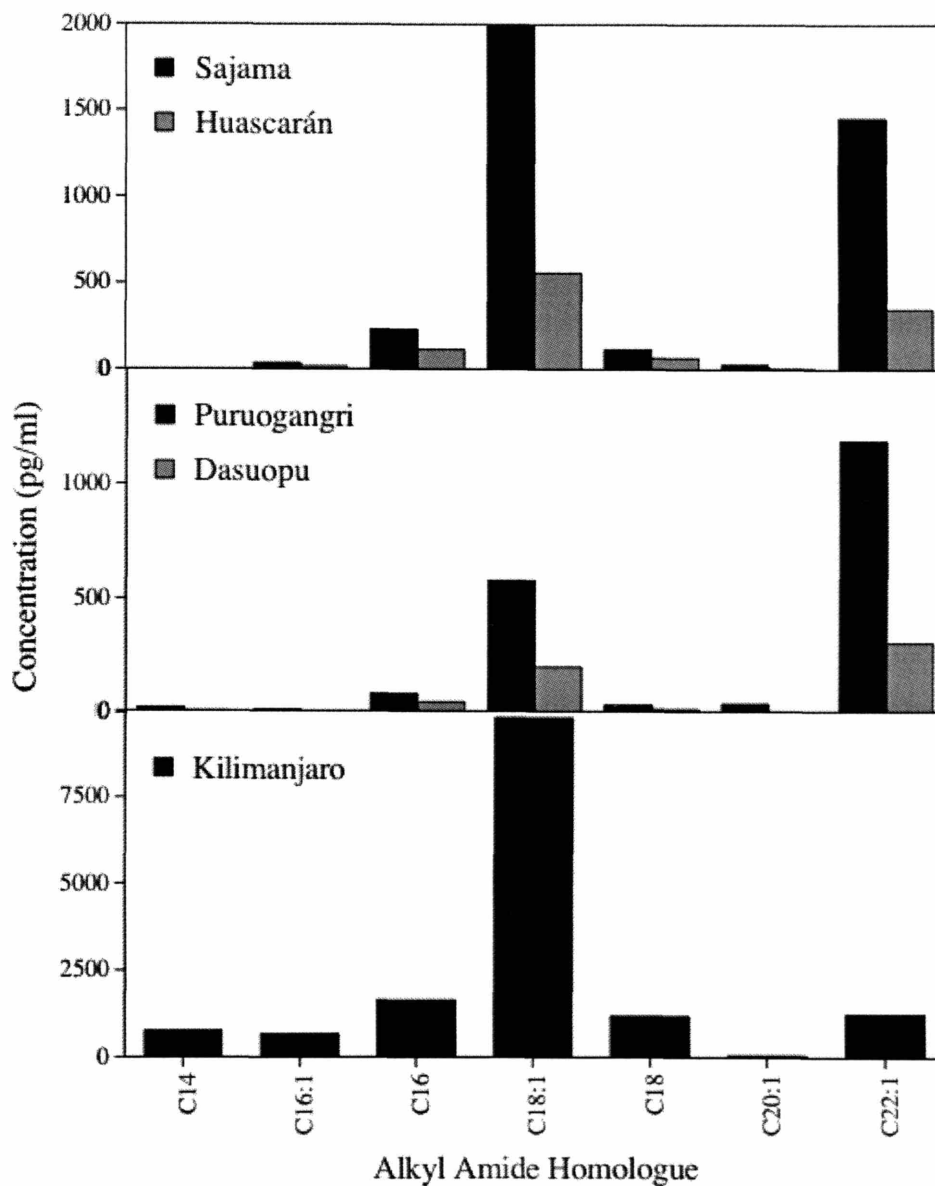 2000
Sajama
1500
Huascarán
1000
500
0
Puruogangri
Dasuopu
1000
500
0
Concentration (pg/ml)
Kilimanjaro
7500
5000
2500
0
C14
C16:1
C16
C18:1
C18
C20:1
C22:1
Alkyl Amide Homologue